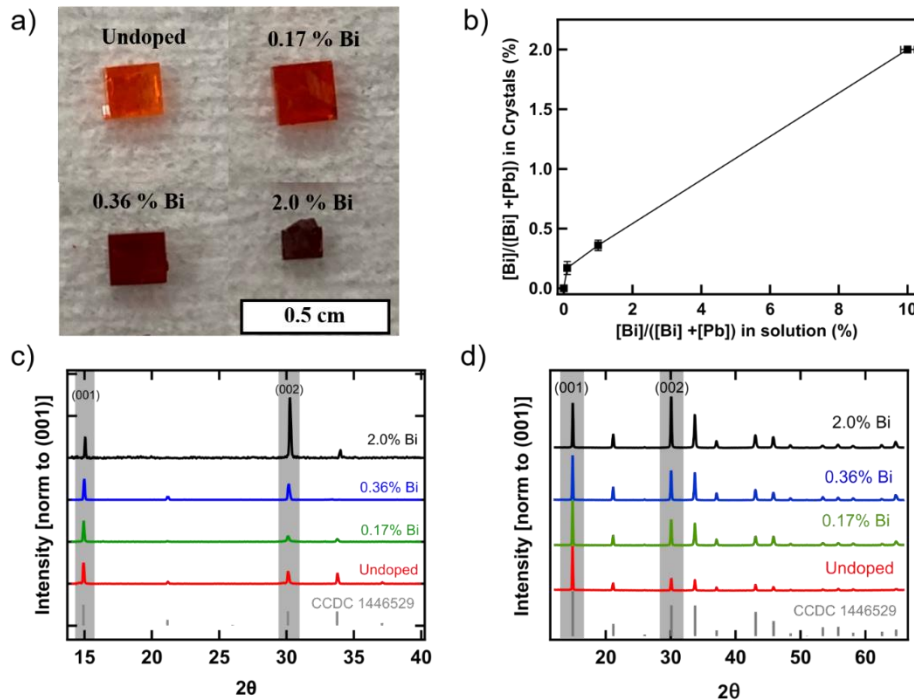 a)
Undoped
0.17 % Bi
0.36 % Bi
2.0 % Bi
0.5 cm
b)
[Bi]/([Bi] +[Pb]) in Crystals (%)
2.0
1.5
1.0
0.5
0.0
0
2
4
6
8
10
[Bi]/([Bi] +[Pb]) in solution (%)
c)
Intensity [norm to (001)]
(001)
(002)
2.0% Bi
0.36% Bi
0.17% Bi
Undoped
CCDC 1446529
15
20
25
30
35
40
2θ
d)
Intensity [norm to (001)]
(001)
(002)
2.0% Bi
0.36% Bi
0.17% Bi
Undoped
CCDC 1446529
20
30
40
50
60
2θ